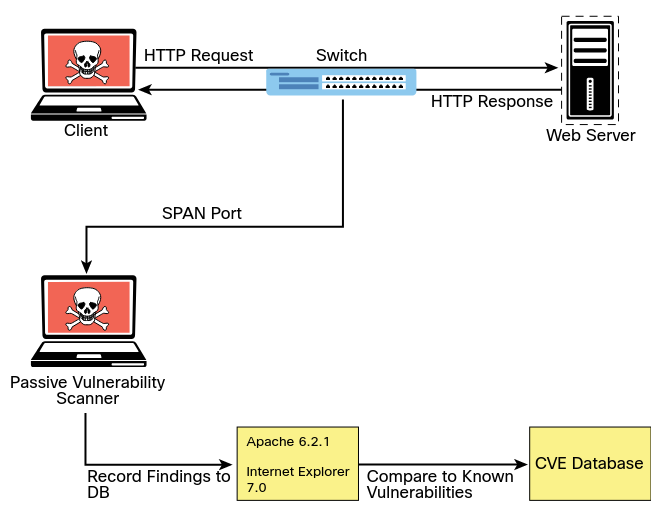 HTTP Request
Switch
HTTP Response
Client
Web Server
SPAN Port
Passive Vulnerability
Scanner
Record Findings to
DB
Apache 6.2.1
Internet Explorer
7.0
Compare to Known
Vulnerabilities
CVE Database